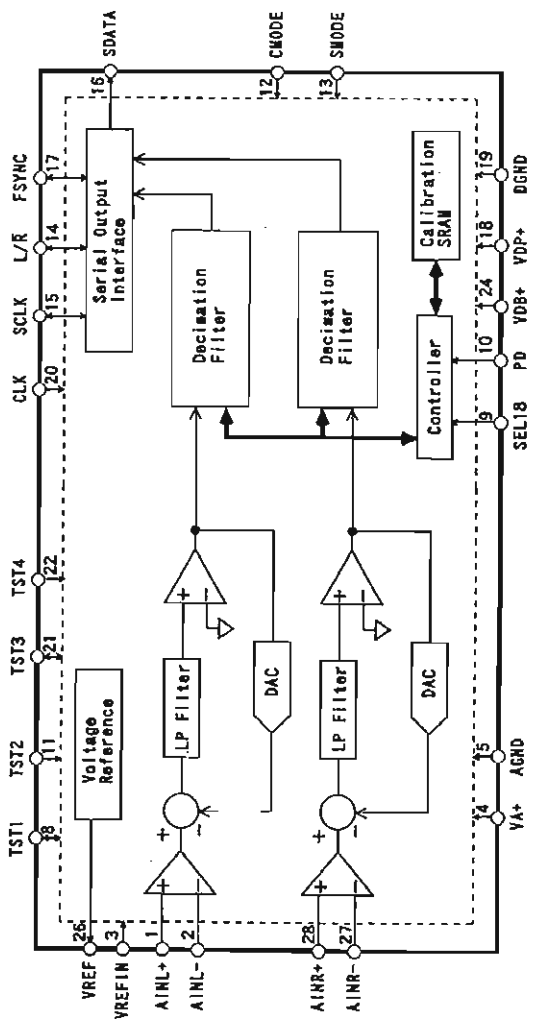 SDATA
16
CMODE
12
SMODE
13
FSYNC
17
L/R
14
SCLK
15
CLK
20
Serial Output
Interface
Decimation
Filter
Decimation
Filter
Calibration
SRAM
Controller
19
DGND
18
VDP+
24
VDB+
10
PD
9
SEL18
TST4
22
TST3
21
TST2
11
TST1
8
Voltage
Reference
LP Filter
DAC
+
−
+
−
+
−
LP Filter
DAC
+
−
+
−
+
−
5
AGND
4
VA+
26
VREF
3
VREFIN
1
AINL+
2
AINL-
28
AINR+
27
AINR-